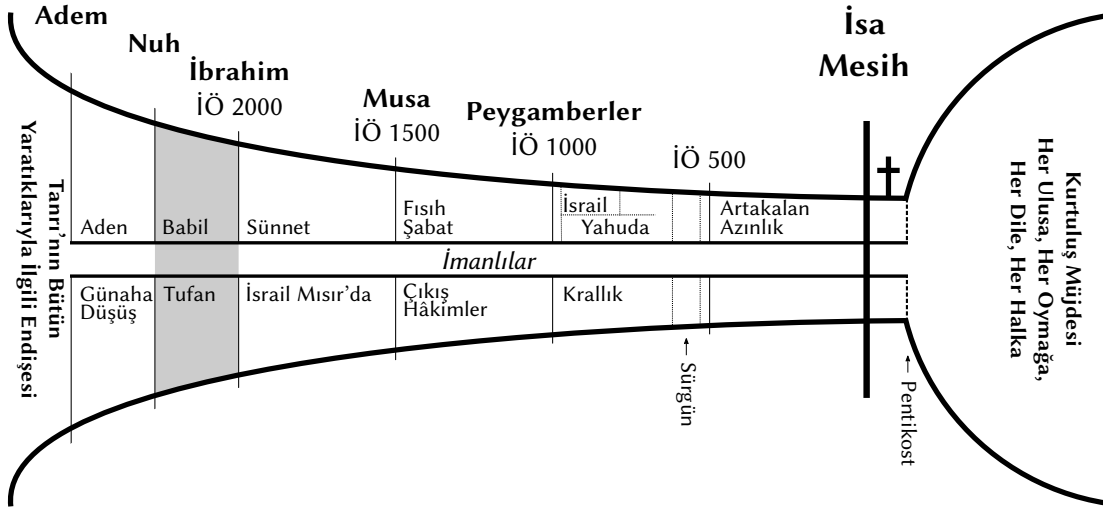 Adem
Nuh
İbrahim
İÖ 2000
Musa
İÖ 1500
Peygamberler
İÖ 1000
İÖ 500
İsa
Mesih
Tanrı’nın Bütün
Yaratıklarıyla İlgili Endişesi
Aden
Babil
Sünnet
Fısıh
Şabat
İsrail
Yahuda
Artakalan
Azınlık
İmanlılar
Günaha
Düşüş
Tufan
İsrail Mısır’da
Çıkış
Hâkimler
Krallık
← Sürgün
← Pentikost
Kurtuluş Müjdesi
Her Ulusa, Her Oymağa,
Her Dile, Her Halka